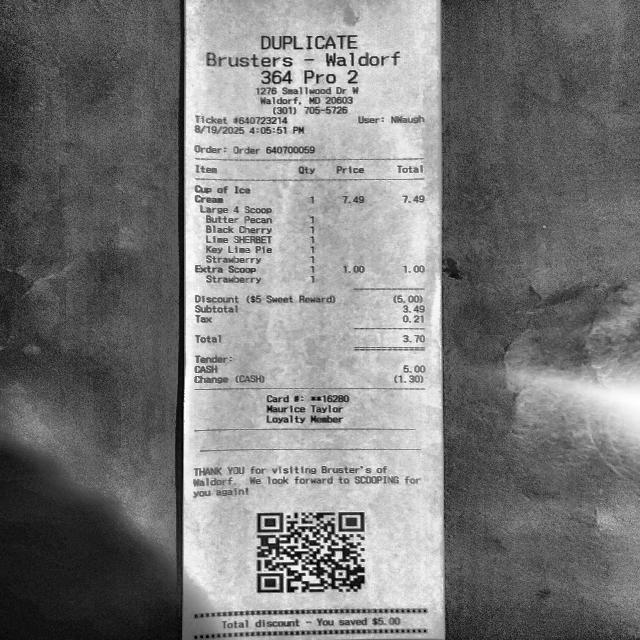 DUPLICATE
Brusters - Waldorf
364 Pro 2
1276 Smallwood Dr W
Waldorf, MD 20603
(301) 705-5726
Ticket #640723214 User: NWaugh
8/19/2025 4:05:51 PM
Order: Order 640700059
Item Qty Price Total
Cup of Ice
Cream 1 7.49 7.49
Large 4 Scoop
Butter Pecan 1
Black Cherry 1
Lime SHERBET 1
Key Lime Pie 1
Strawberry 1
Extra Scoop 1 1.00 1.00
Strawberry 1
Discount ($5 Sweet Reward) (5.00)
Subtotal 3.49
Tax 0.21
Total 3.70
Tender:
CASH 5.00
Change (CASH) (1.30)
Card #: **16280
Maurice Taylor
Loyalty Member
THANK YOU for visiting Bruster's of
Waldorf. We look forward to SCOOPING for
you again!
Total discount - You saved $5.00